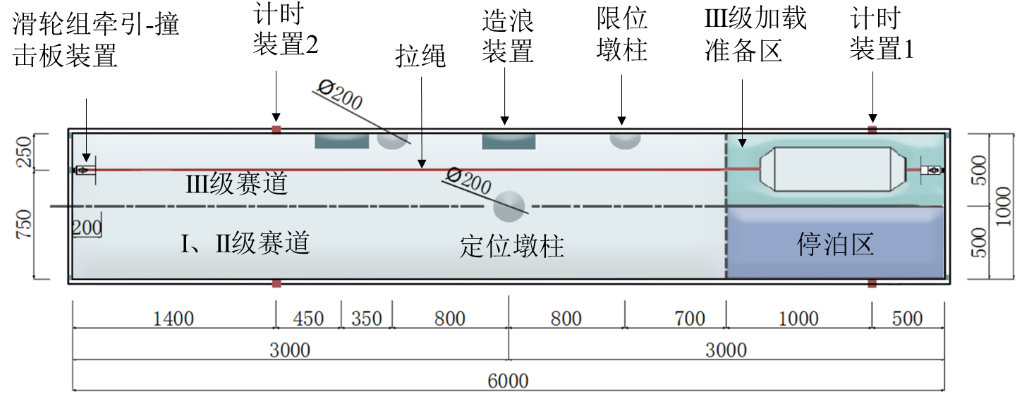 滑轮组牵引-撞
击板装置
计时
装置2
拉绳
造浪
装置
限位
墩柱
III级加载
准备区
计时
装置1
Ø200
Ø200
250
750
III级赛道
200
I、II级赛道
定位墩柱
停泊区
500
500
1000
1400
450
350
800
800
700
1000
500
3000
3000
6000